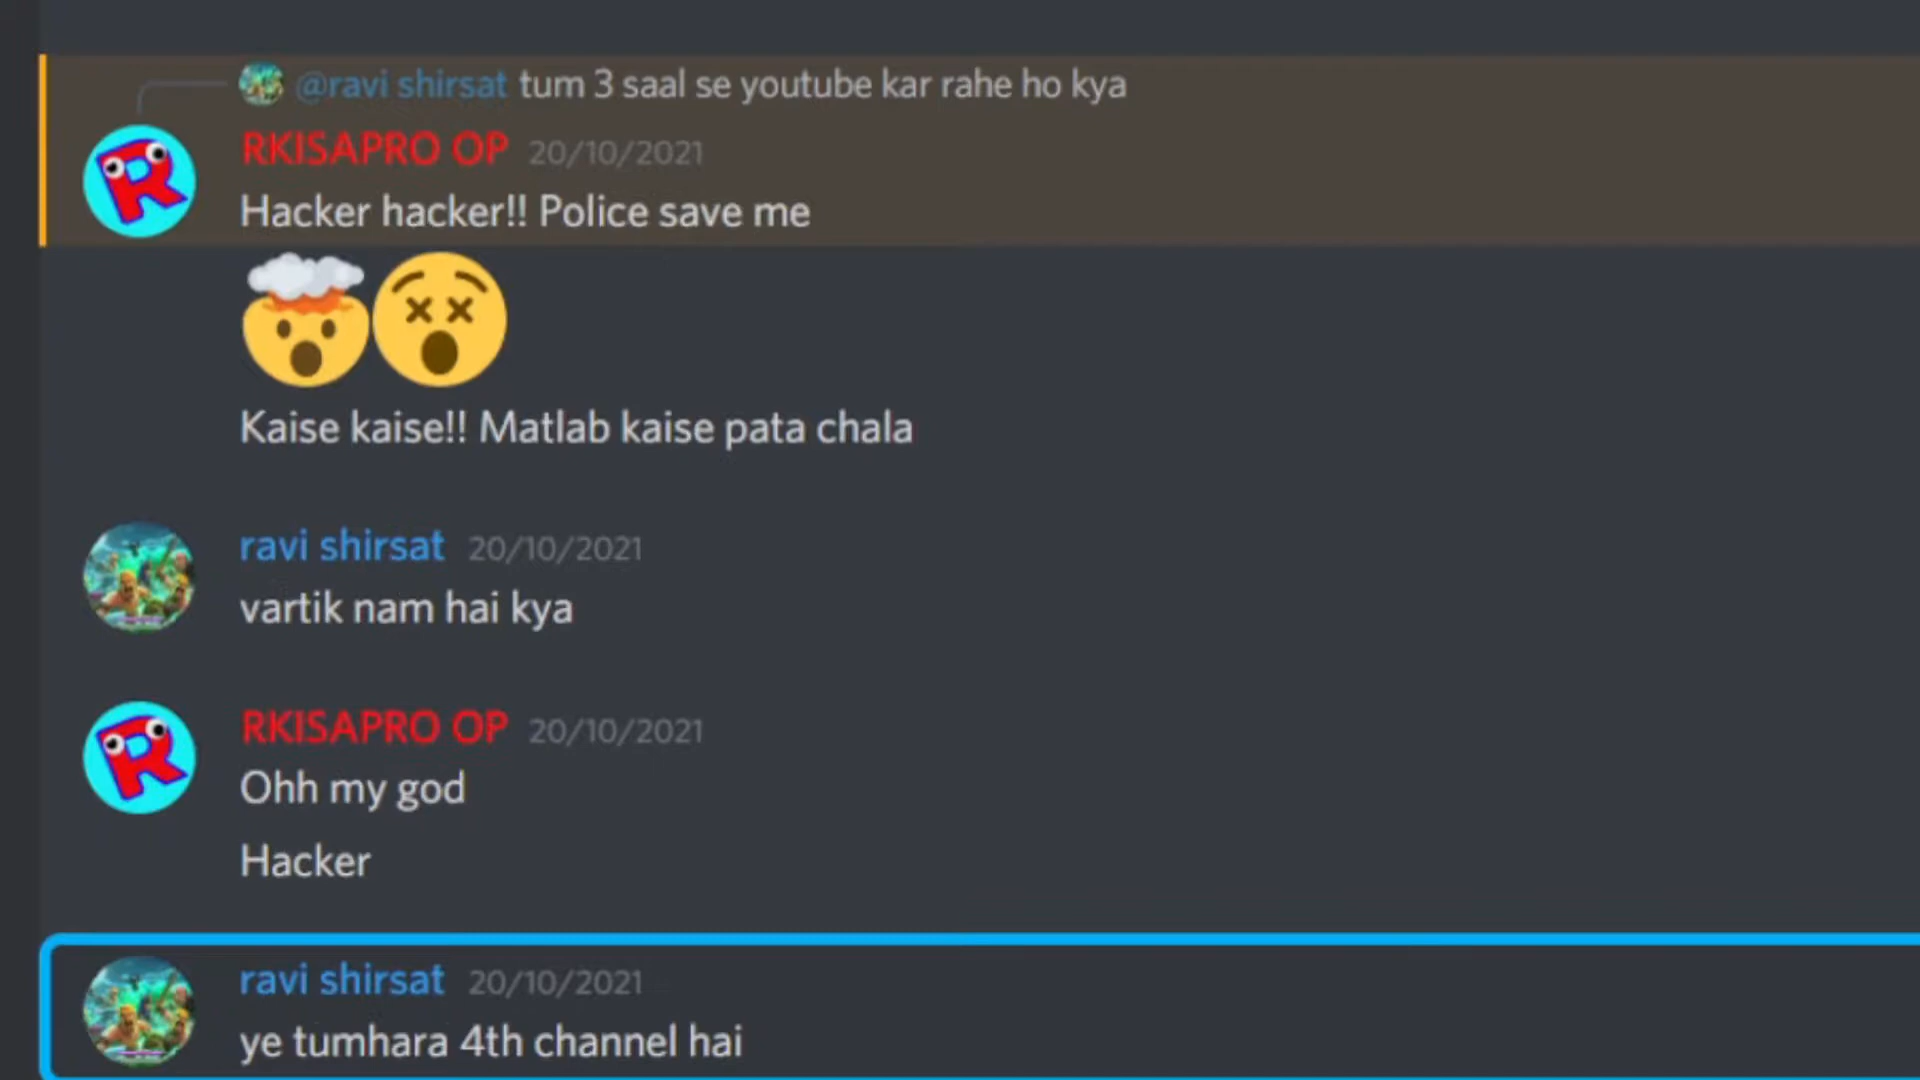 @ravi shirsat tum 3 saal se youtube kar rahe ho kya
RKISAPRO OP 20/10/2021
Hacker hacker!! Police save me
Kaise kaise!! Matlab kaise pata chala
ravi shirsat 20/10/2021
vartik nam hai kya
RKISAPRO OP 20/10/2021
Ohh my god
Hacker
ravi shirsat 20/10/2021
ye tumhara 4th channel hai